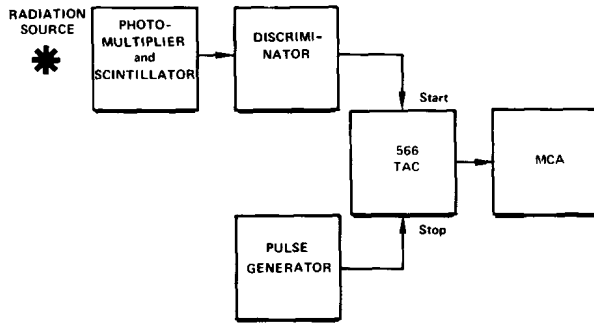 RADIATION
SOURCE
PHOTO-
MULTIPLIER
and
SCINTILLATOR
DISCRIMI-
NATOR
Start
566
TAC
MCA
Stop
PULSE
GENERATOR